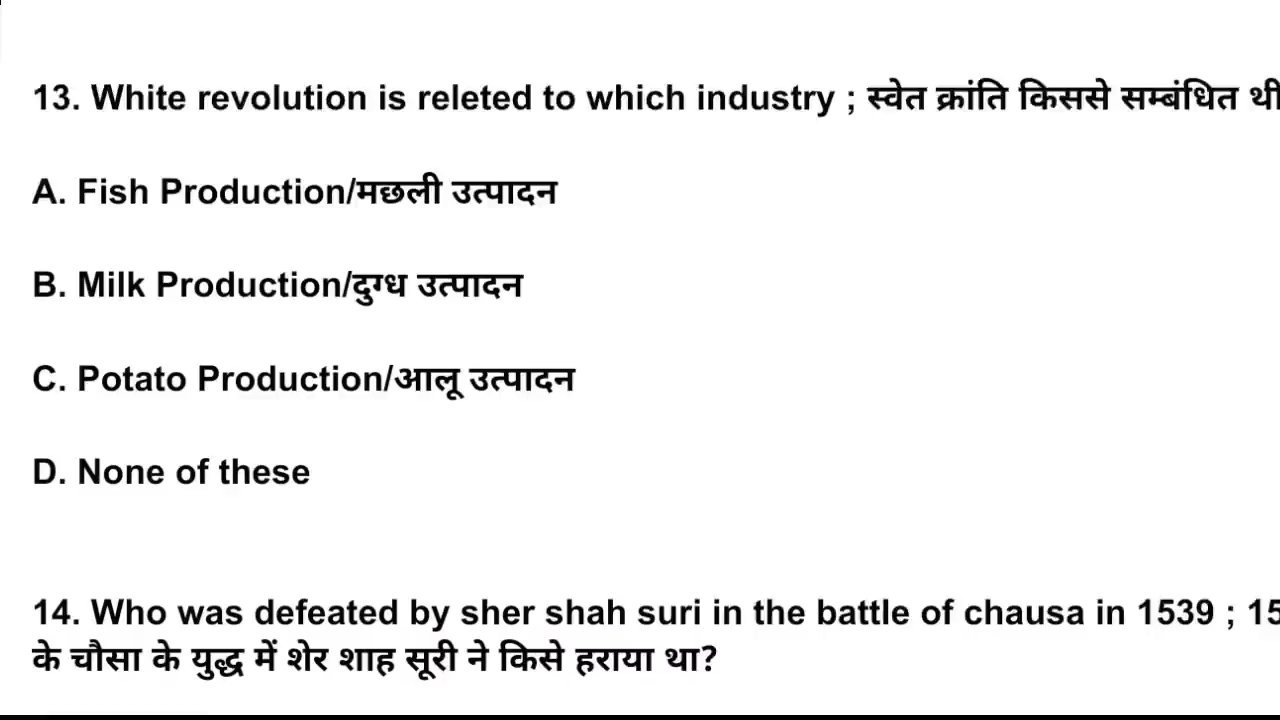 13. White revolution is releted to which industry ; स्वेत क्रांति किससे सम्बंधित थी
A. Fish Production/मछली उत्पादन
B. Milk Production/दुग्ध उत्पादन
C. Potato Production/आलू उत्पादन
D. None of these
14. Who was defeated by sher shah suri in the battle of chausa in 1539 ; 15
के चौसा के युद्ध में शेर शाह सूरी ने किसे हराया था?